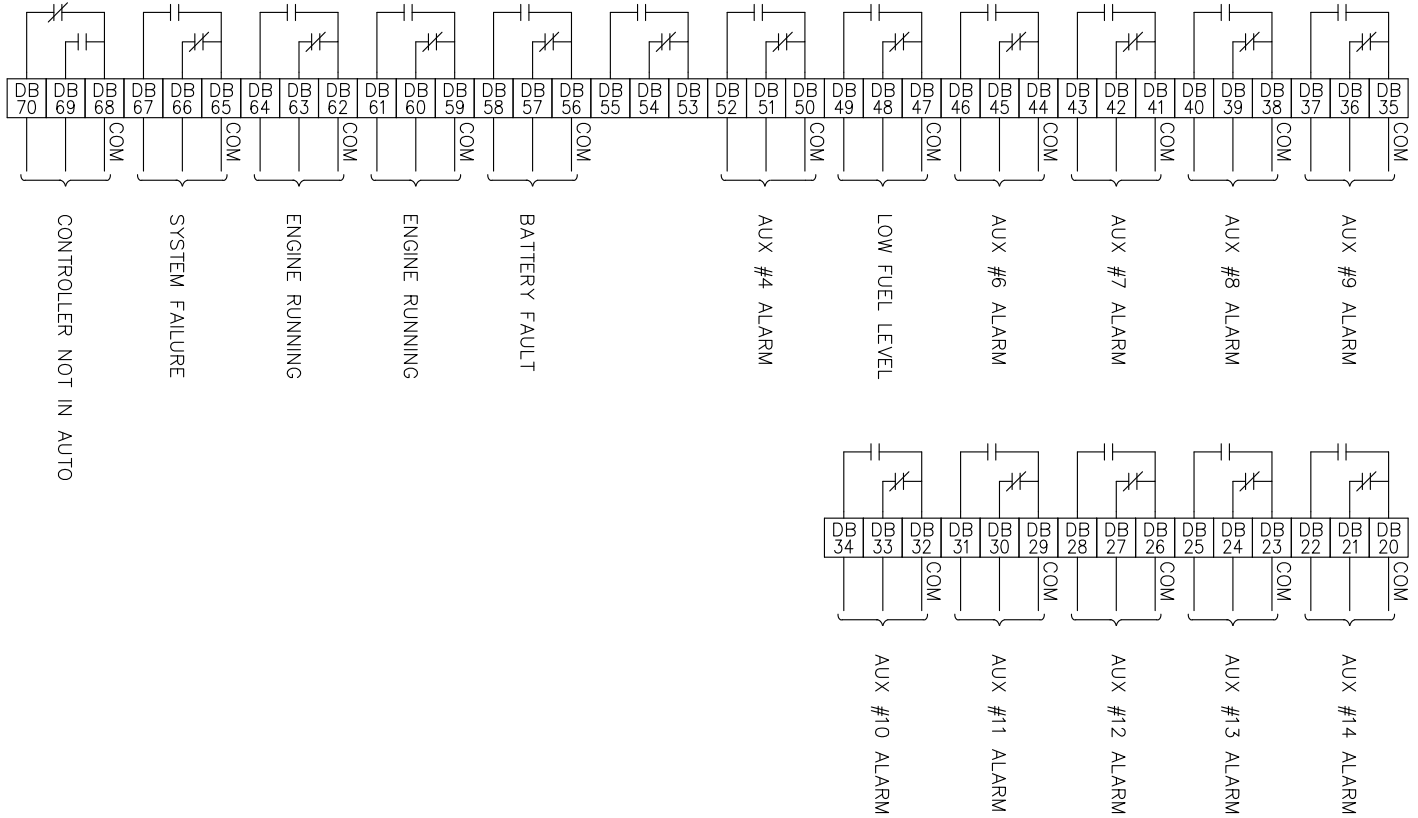 DB 70 DB 69 DB 68 DB 67 DB 66 DB 65 DB 64 DB 63 DB 62 DB 61 DB 60 DB 59 DB 58 DB 57 DB 56 DB 55 DB 54 DB 53 DB 52 DB 51 DB 50 DB 49 DB 48 DB 47 DB 46 DB 45 DB 44 DB 43 DB 42 DB 41 DB 40 DB 39 DB 38 DB 37 DB 36 DB 35
COM
COM
COM
COM
COM
COM
COM
COM
COM
COM
COM
CONTROLLER NOT IN AUTO
SYSTEM FAILURE
ENGINE RUNNING
ENGINE RUNNING
BATTERY FAULT
AUX #4 ALARM
LOW FUEL LEVEL
AUX #6 ALARM
AUX #7 ALARM
AUX #8 ALARM
AUX #9 ALARM
DB 34 DB 33 DB 32 DB 31 DB 30 DB 29 DB 28 DB 27 DB 26 DB 25 DB 24 DB 23 DB 22 DB 21 DB 20
COM
COM
COM
COM
COM
AUX #10 ALARM
AUX #11 ALARM
AUX #12 ALARM
AUX #13 ALARM
AUX #14 ALARM